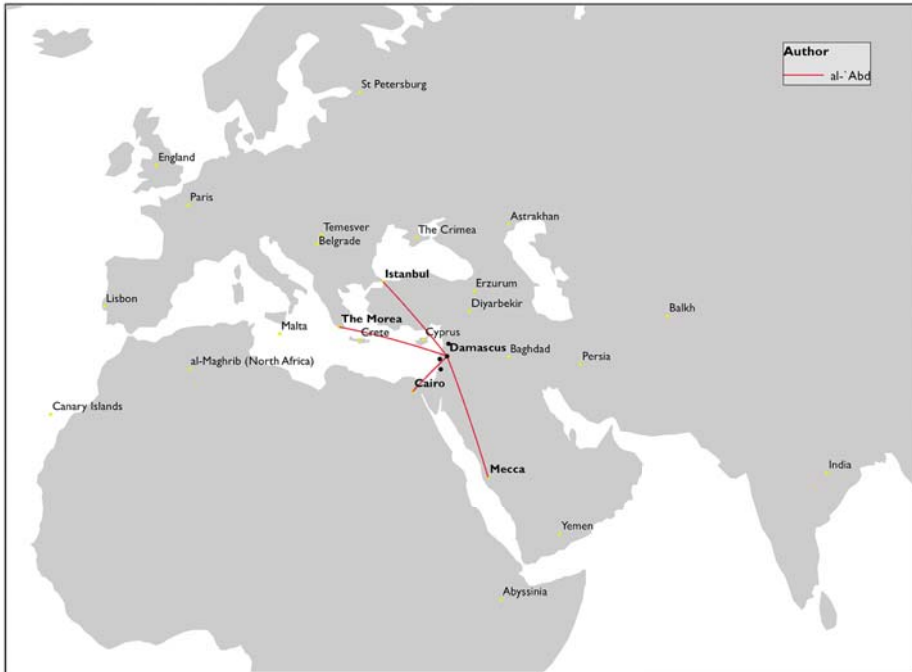 Author
al-`Abd
St Petersburg
England
Paris
Astrakhan
Temesver
The Crimea
Belgrade
Istanbul
Erzurum
Lisbon
Diyarbekir
Balkh
The Morea
Malta
Crete
Cyprus
Damascus
Baghdad
al-Maghrib (North Africa)
Persia
Cairo
Canary Islands
Mecca
India
Yemen
Abyssinia